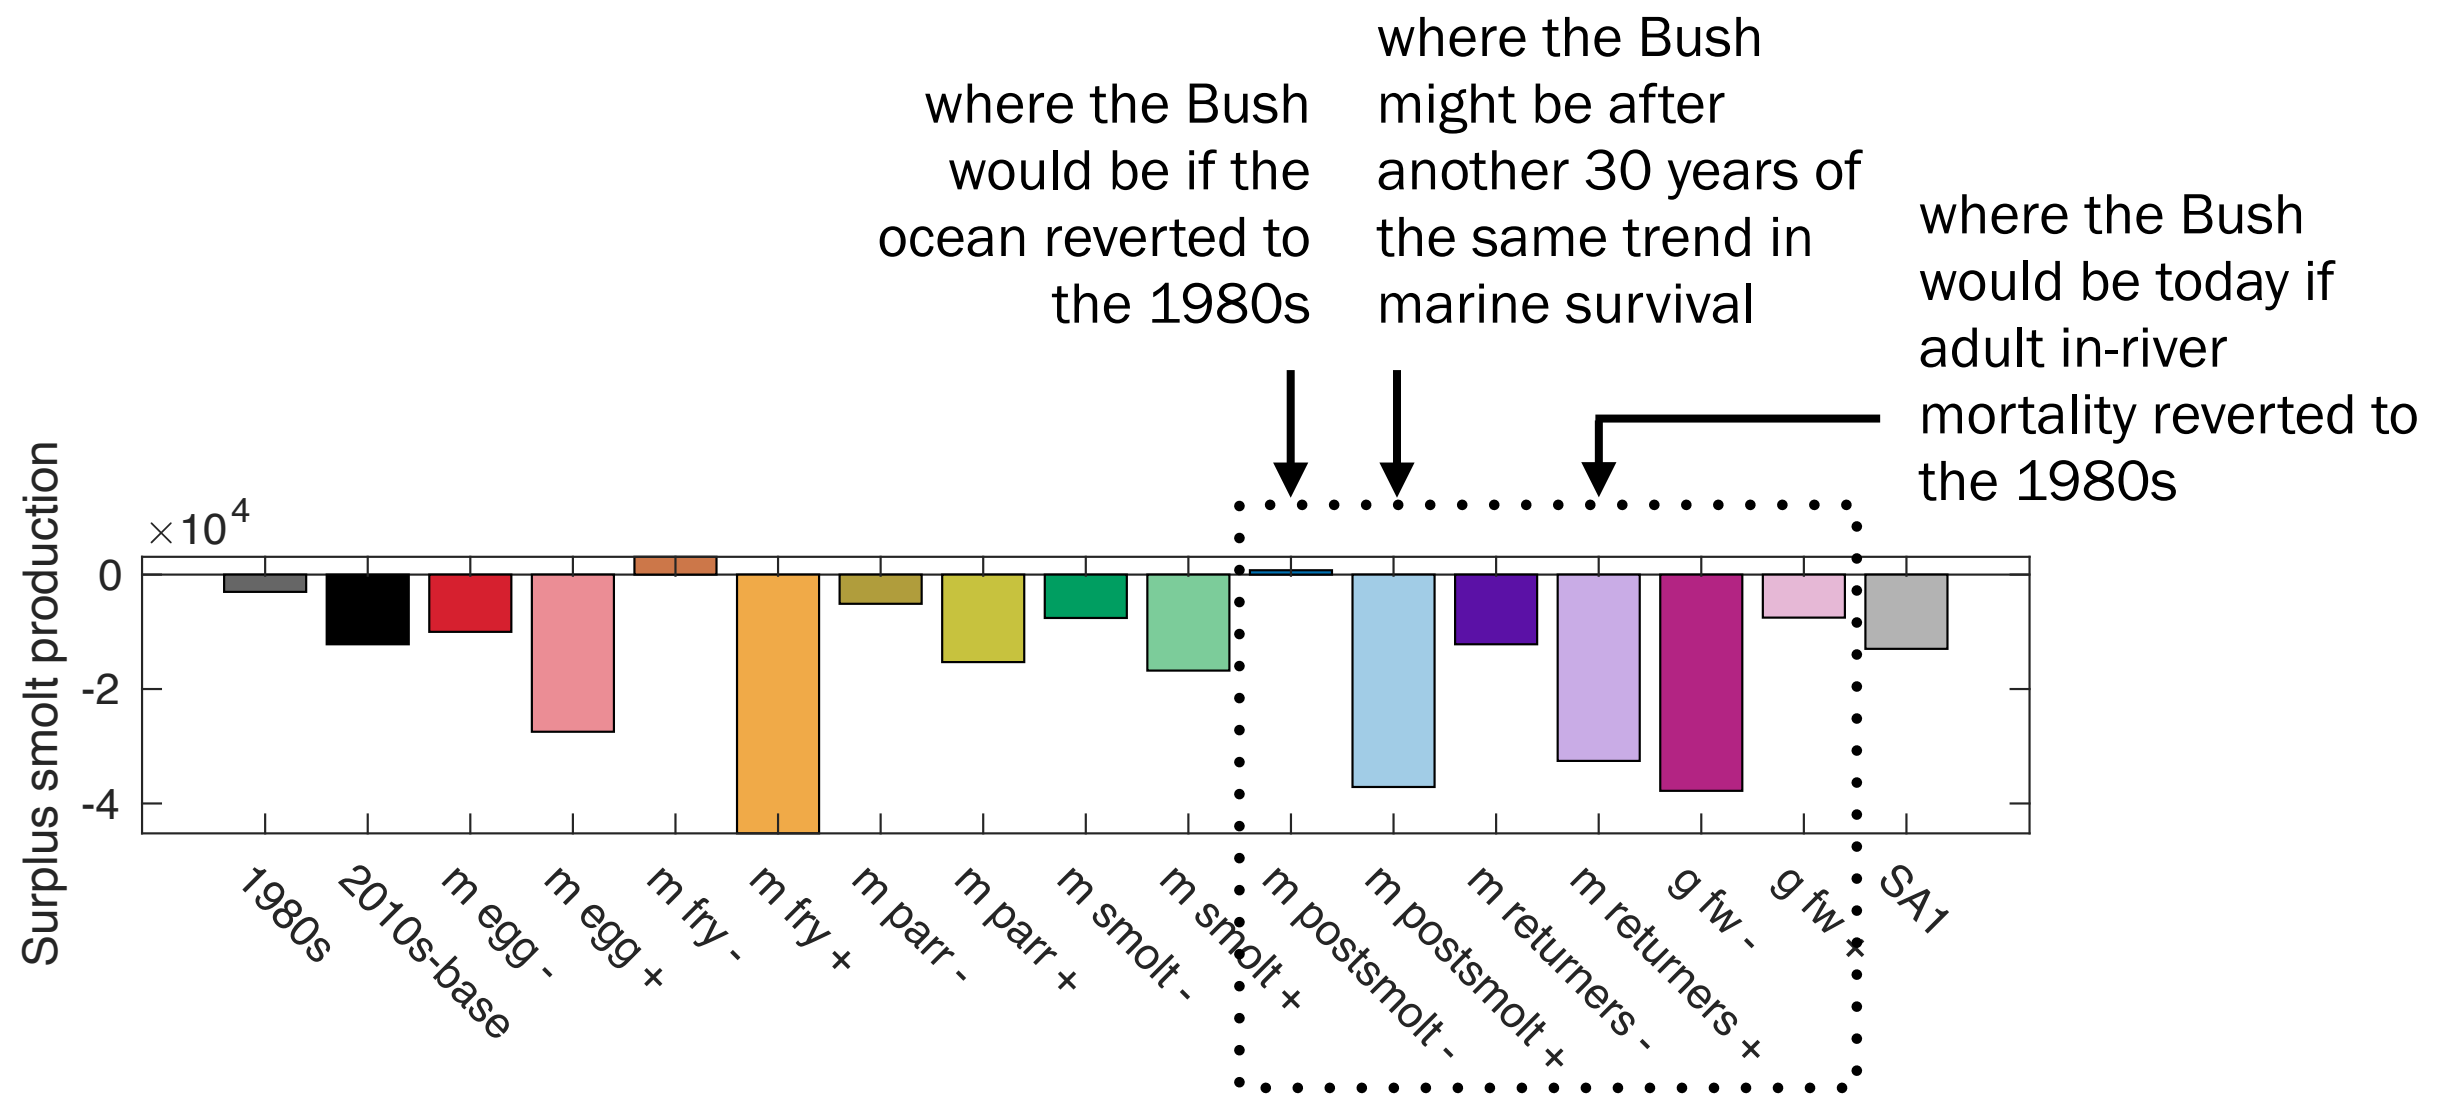 where the Bush
would be if the
ocean reverted to
the 1980s
where the Bush
might be after
another 30 years of
the same trend in
marine survival
where the Bush
would be today if
adult in-river
mortality reverted to
the 1980s
Surplus smolt production
×10⁴
0
-2
-4
1980s
2010s-base
m egg -
m egg +
m fry -
m fry +
m parr -
m parr +
m smolt -
m smolt +
m postsmolt -
m postsmolt +
m returners -
m returners +
g fw -
g fw +
SA1